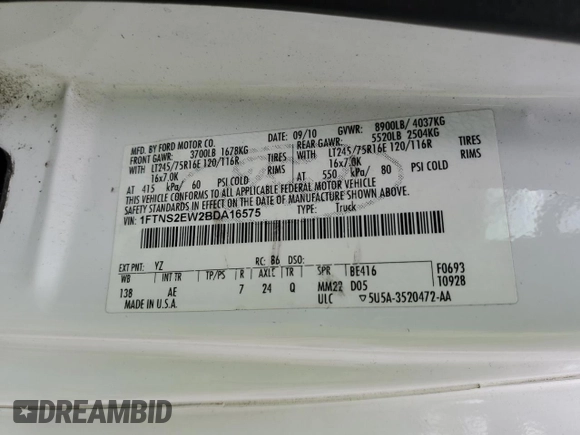 MFD. BY FORD MOTOR CO.
09/10
GVWR: 8900LB/ 4037KG
FRONT GAWR: 3700LB 1678KG
REAR GAWR: 5520LB 2504KG
WITH LT245/75R16E 120/116R TIRES
WITH LT245/75R16E 120/116R TIRES
16x7.0K RIMS
16x7.0K RIMS
AT 415 kPa/ 60 PSI COLD
AT 550 kPa/ 80 PSI COLD
THIS VEHICLE CONFORMS TO ALL APPLICABLE FEDERAL MOTOR VEHICLE
SAFETY STANDARDS IN EFFECT ON THE DATE OF MANUFACTURE SHOWN ABOVE.
VIN: 1FTNS2EW2BDA16575
TYPE: Truck
EXT PNT: YZ RC: B6 DSO:
WB INT TR TP/PS R AXLE TR SPR BE416 F0693
138 AE 7 24 Q MM22 D05 T0928
MADE IN U.S.A. ULC ▽5U5A-3520472-AA
DREAMBID